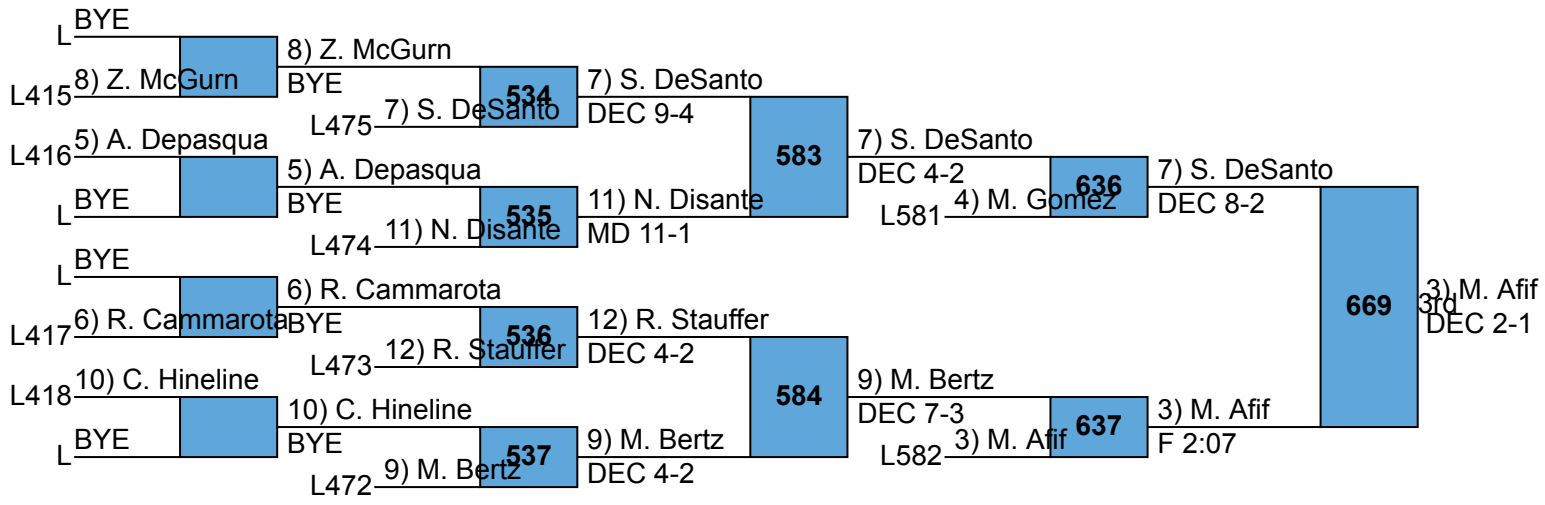 BYE
L
8) Z. McGurn
BYE
L415 8) Z. McGurn
534
7) S. DeSanto
DEC 9-4
L475 7) S. DeSanto
L416 5) A. Depasqua
583
7) S. DeSanto
DEC 4-2
5) A. Depasqua
BYE
L BYE
535
11) N. Disante
MD 11-1
L474 11) N. Disante
636
7) S. DeSanto
DEC 8-2
L581 4) M. Gomez
L BYE
6) R. Cammarota
BYE
L417 6) R. Cammarota
536
12) R. Stauffer
DEC 4-2
L473 12) R. Stauffer
669
3rd
3) M. Afif
DEC 2-1
L418 10) C. Hineline
584
9) M. Bertz
DEC 7-3
10) C. Hineline
BYE
L BYE
537
9) M. Bertz
DEC 4-2
L472 9) M. Bertz
637
3) M. Afif
F 2:07
L582 3) M. Afif